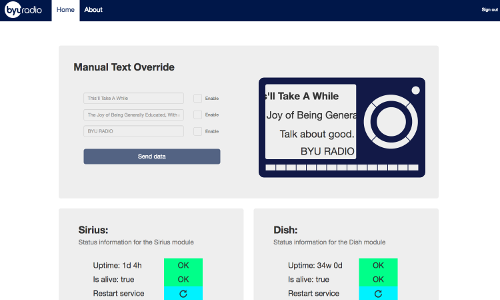 byuradio
Home
About
Sign out
Manual Text Override
This'll Take A While
Enable
The Joy of Being Generally Educated, With
Enable
BYU RADIO
Enable
Send data
s'll Take A While
Joy of Being Genera
Talk about good.
BYU RADIO
Sirius:
Status information for the Sirius module
Uptime: 1d 4h
OK
Is alive: true
OK
Restart service
Dish:
Status information for the Dish module
Uptime: 34w 0d
OK
Is alive: true
OK
Restart service